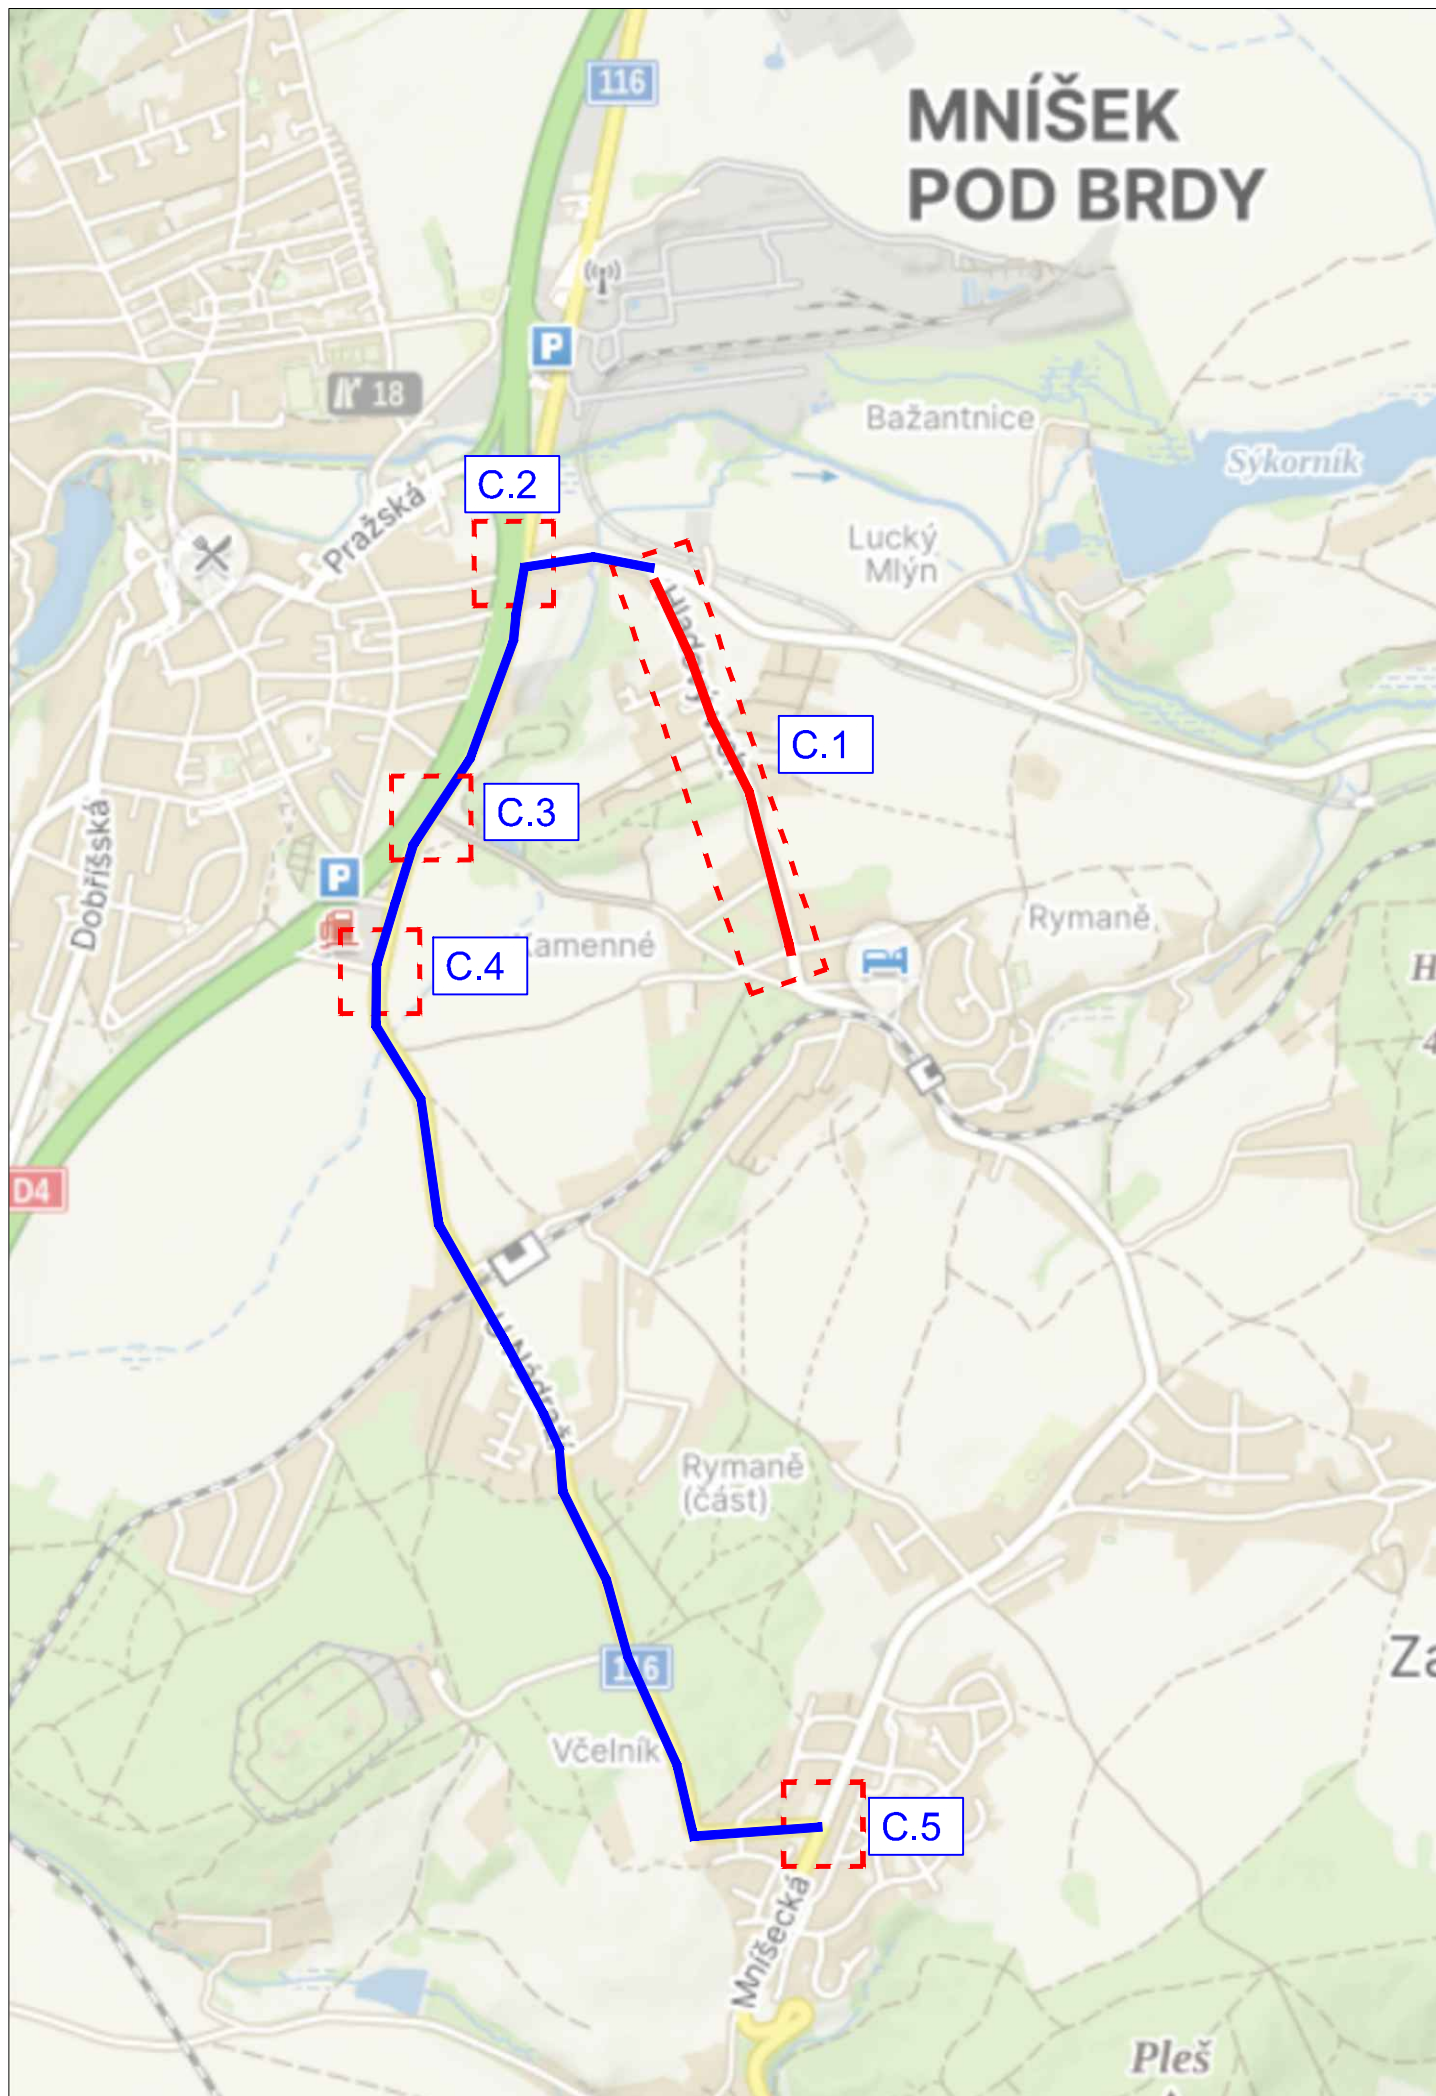 116
MNÍŠEK
POD BRDY
P
18
Bažantnice
Sýkorník
C.2
Pražská
Lucký
Mlýn
C.1
C.3
Dobříšská
P
Rymaně
Kamenné
C.4
D4
Rymaně
(část)
116
Za
Včelník
C.5
Mníšecká
Pleš